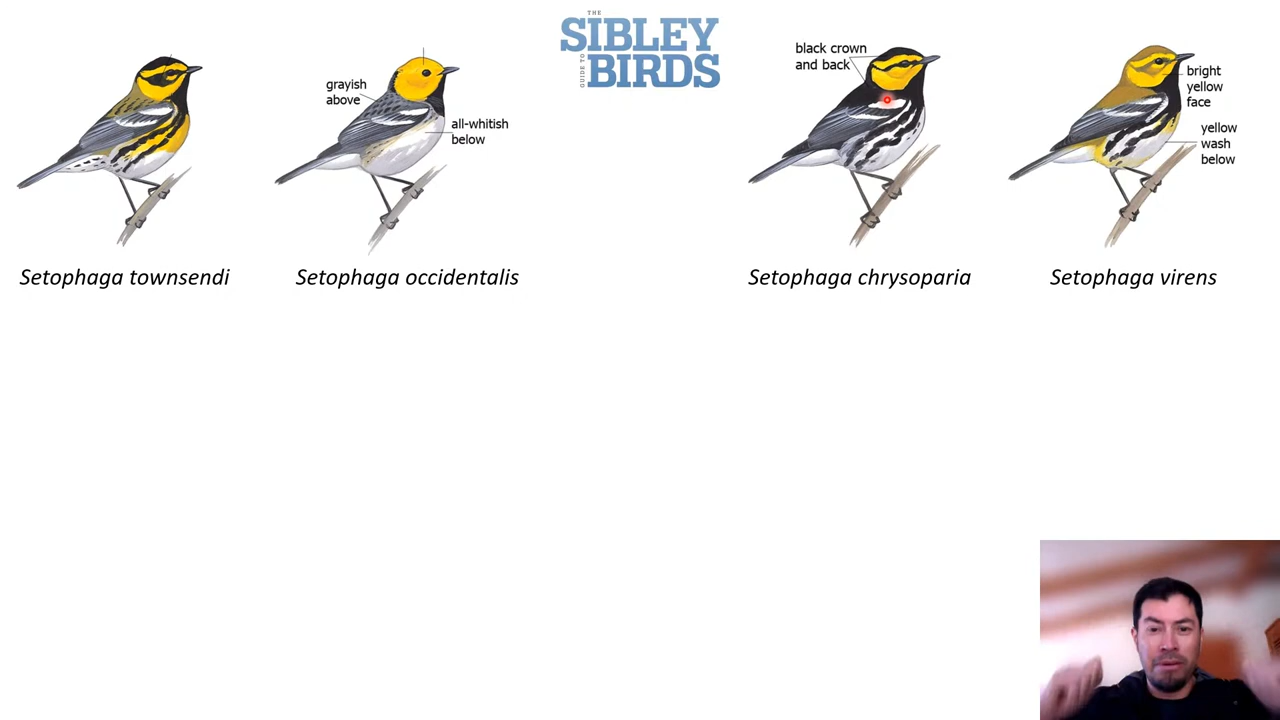 THE
SIBLEY
GUIDE TO
BIRDS
grayish
above
all-whitish
below
black crown
and back
bright
yellow
face
yellow
wash
below
Setophaga townsendi
Setophaga occidentalis
Setophaga chrysoparia
Setophaga virens